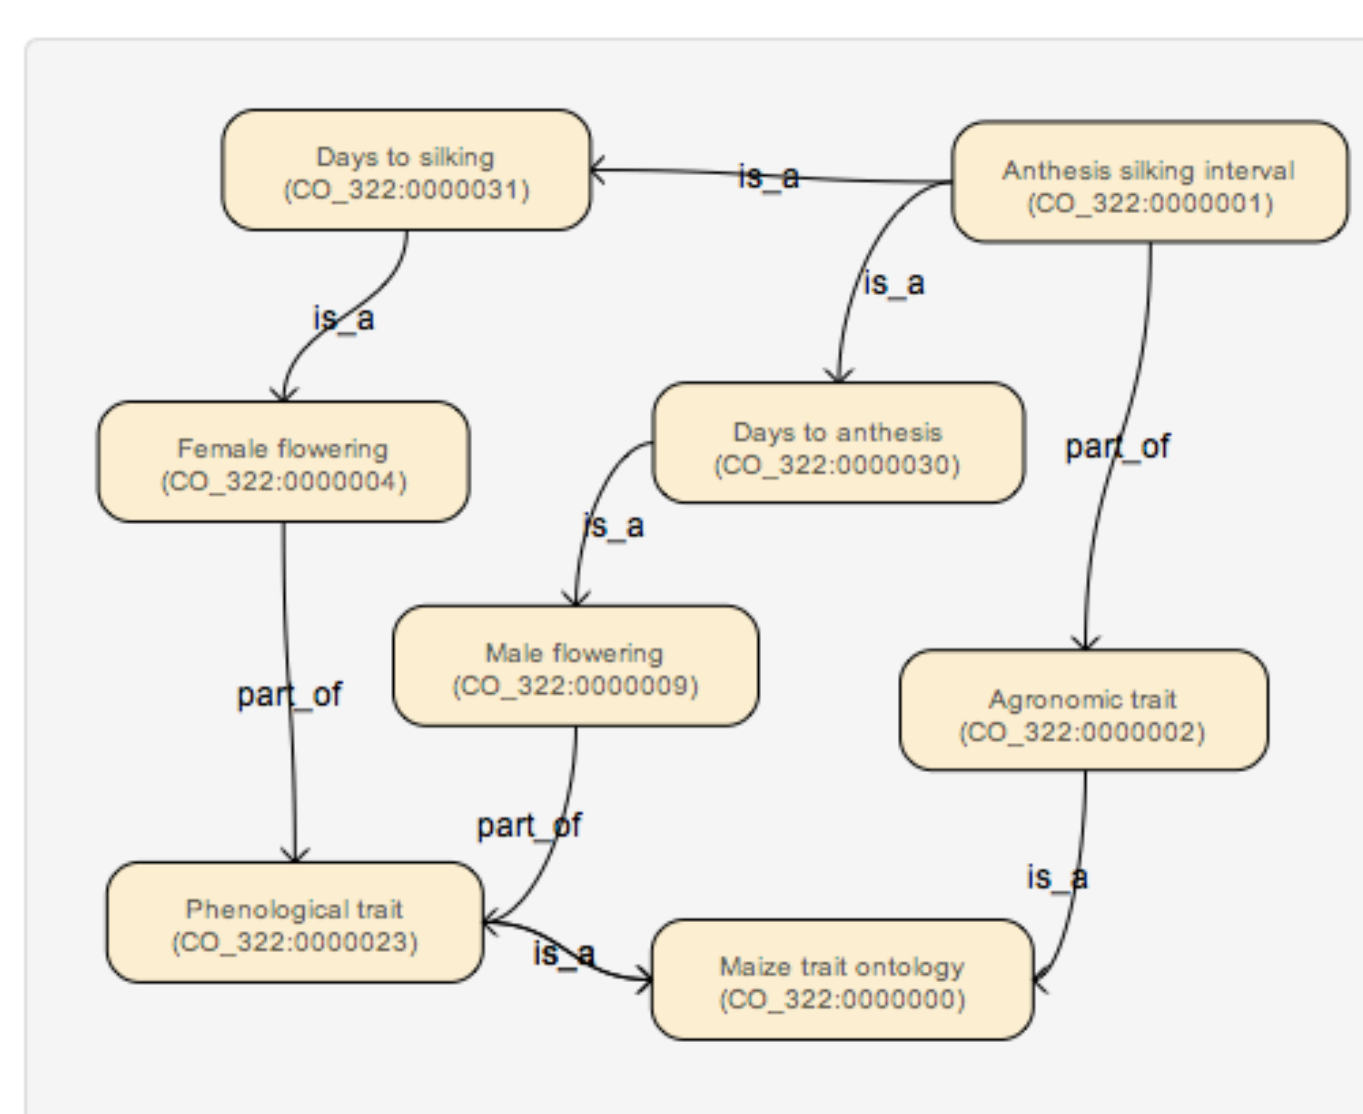 Days to silking
(CO_322:0000031)
is_a
Anthesis silking interval
(CO_322:0000001)
is_a
is_a
Female flowering
(CO_322:0000004)
Days to anthesis
(CO_322:0000030)
part_of
is_a
Male flowering
(CO_322:0000009)
part_of
Agronomic trait
(CO_322:0000002)
part_of
is_a
Phenological trait
(CO_322:0000023)
is_a
Maize trait ontology
(CO_322:0000000)